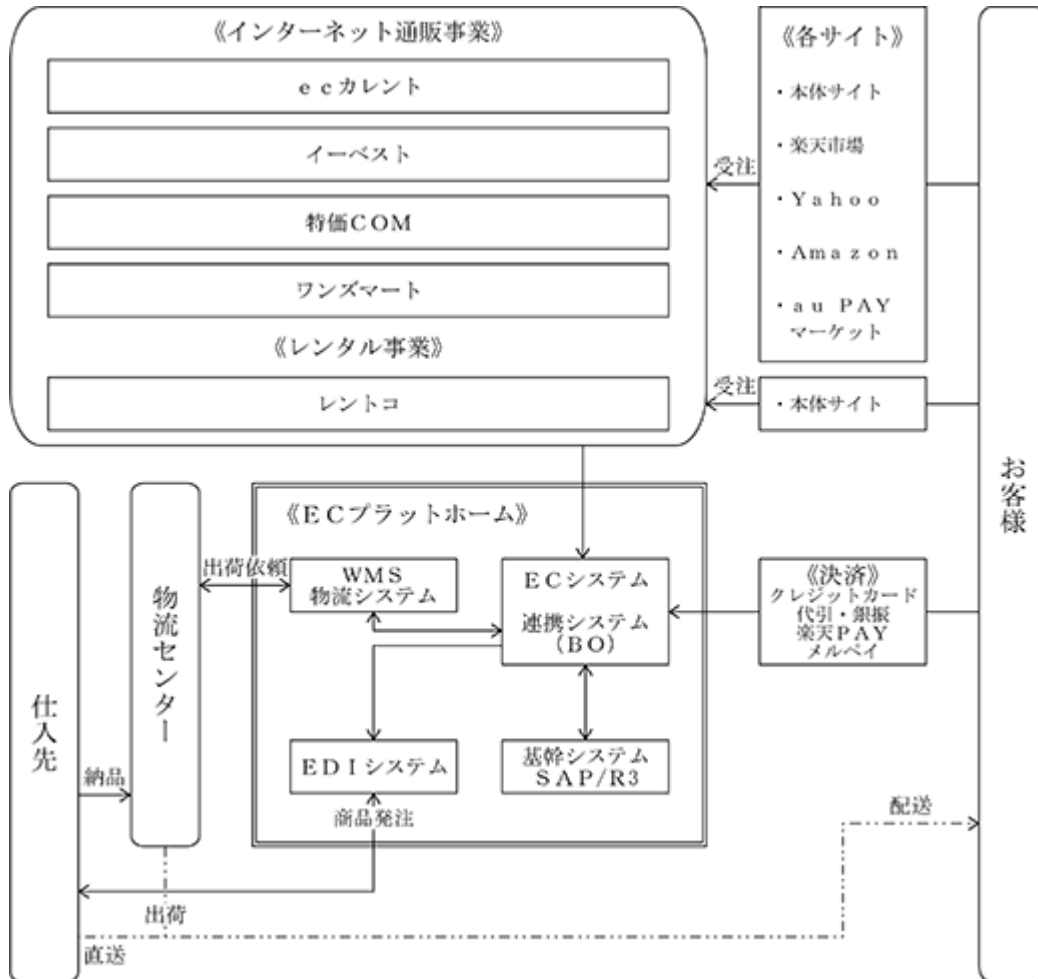 《インターネット通販事業》
ｅｃカレント
イーベスト
特価COM
ワンズマート
《レンタル事業》
レントコ
受注
受注
《各サイト》
・本体サイト
・楽天市場
・Ｙａｈｏｏ
・Ａｍａｚｏｎ
・ａｕ ＰＡＹ
マーケット
・本体サイト
お客様
《ＥＣプラットホーム》
出荷依頼
WMS
物流システム
ＥＣシステム
連携システム
（BO）
《決済》
クレジットカード
代引・銀振
楽天ＰＡＹ
メルペイ
物流センター
仕入先
納品
ＥＤＩシステム
基幹システム
SAP/R3
商品発注
配送
出荷
直送